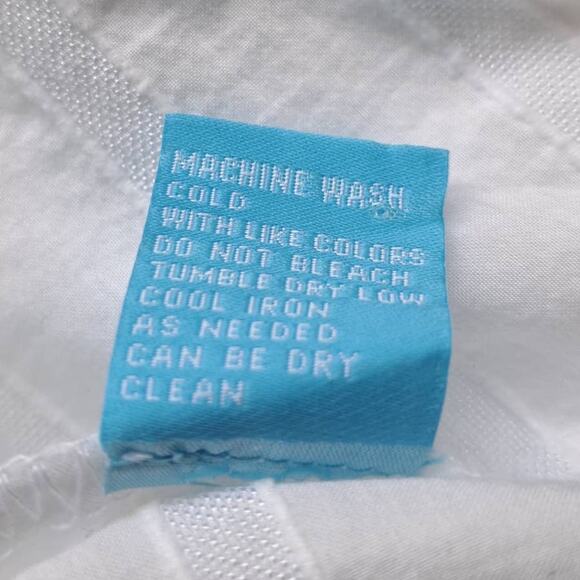 MACHINE WASH
COLD
WITH LIKE COLORS
DO NOT BLEACH
TUMBLE DRY LOW
COOL IRON
AS NEEDED
CAN BE DRY
CLEAN